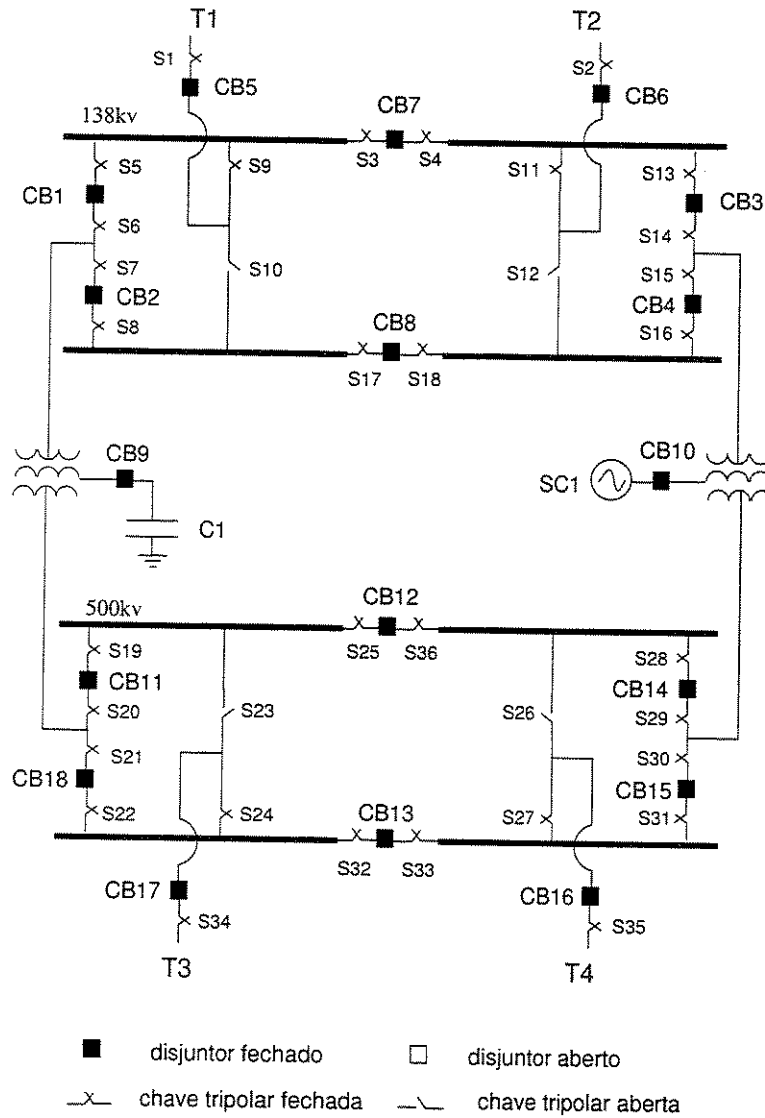 T1
T2
S1
CB5
S2
CB6
138kv
CB7
S3
S4
S5
S9
S11
S13
CB1
CB3
S6
S14
S7
S10
S12
S15
CB2
CB4
S8
CB8
S16
S17
S18
CB9
CB10
SC1
C1
500kv
CB12
S19
S25
S36
S28
CB11
CB14
S20
S23
S26
S29
S21
S30
CB18
CB15
S22
S24
CB13
S27
S31
S32
S33
CB17
CB16
S34
S35
T3
T4
disjuntor fechado
disjuntor aberto
chave tripolar fechada
chave tripolar aberta